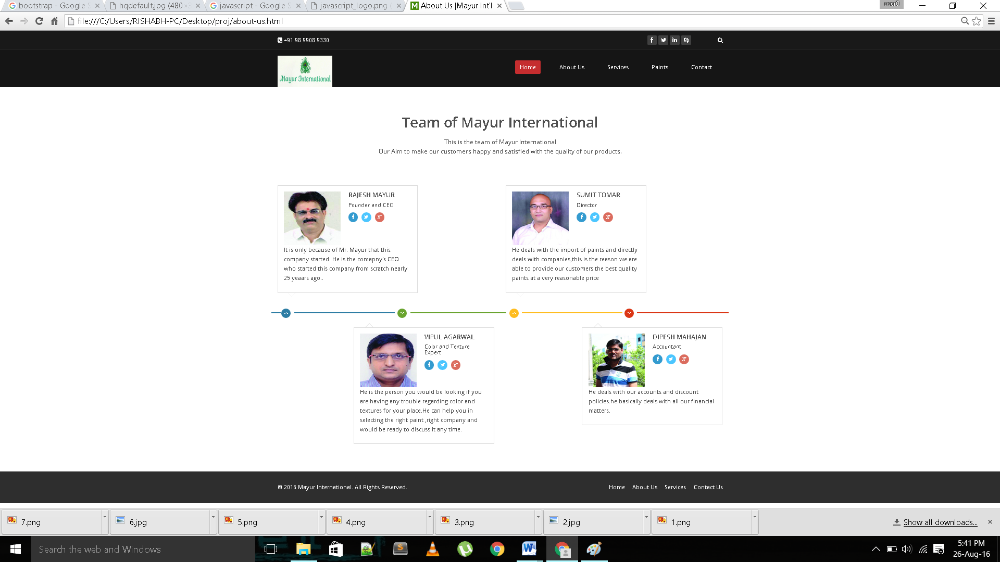 bootstrap - Google S
hqdefault.jpg (480×3
javascript - Google S
javascript_logo.png (
About Us |Mayur Int'l
user0
file:///C:/Users/RISHABH-PC/Desktop/proj/about-us.html
+91 98 9908 9330
Mayur International
Home
About Us
Services
Paints
Contact
Team of Mayur International
This is the team of Mayur International
Our Aim to make our customers happy and satisfied with the quality of our products.
RAJESH MAYUR
Founder and CEO
It is only because of Mr. Mayur that this
company started. He is the comapny's CEO
who started this company from scratch nearly
25 yeaars ago..
SUMIT TOMAR
Director
He deals with the import of paints and directly
deals with companies,this is the reason we are
able to provide our customers the best quality
paints at a very reasonable price
VIPUL AGARWAL
Color and Texture
Expert
He is the person you would be looking if you
are having any trouble regarding color and
textures for your place.He can help you in
selecting the right paint ,right company and
would be ready to discuss it any time.
DIPESH MAHAJAN
Accountant
He deals with our accounts and discount
policies.he basically deals with all our financial
matters.
© 2016 Mayur International. All Rights Reserved.
Home
About Us
Services
Contact Us
7.png
6.jpg
5.png
4.png
3.png
2.jpg
1.png
Show all downloads...
Search the web and Windows
5:41 PM
26-Aug-16